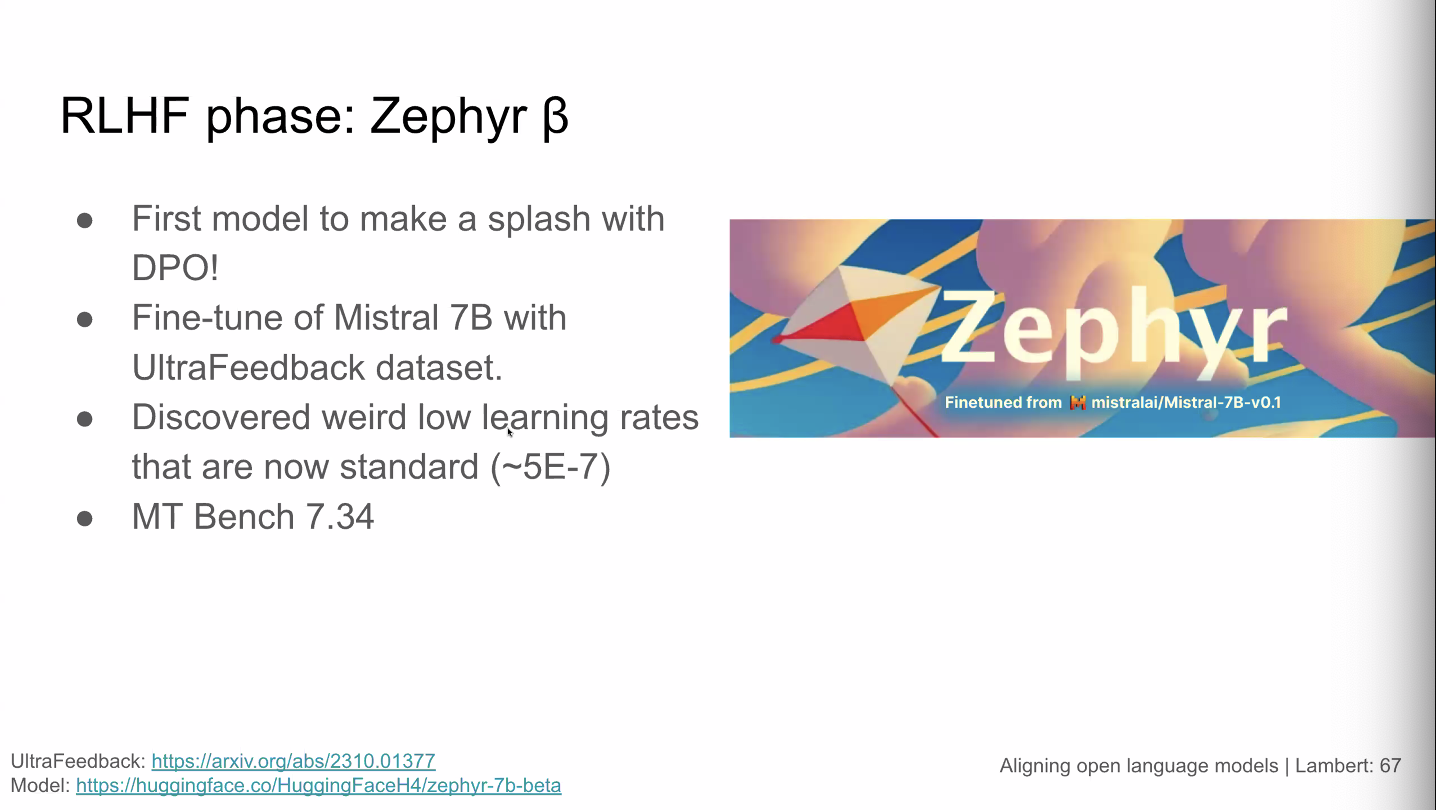 RLHF phase: Zephyr β
● First model to make a splash with
DPO!
● Fine-tune of Mistral 7B with
UltraFeedback dataset.
● Discovered weird low learning rates
that are now standard (~5E-7)
● MT Bench 7.34
Zephyr
Finetuned from mistralai/Mistral-7B-v0.1
UltraFeedback: https://arxiv.org/abs/2310.01377
Model: https://huggingface.co/HuggingFaceH4/zephyr-7b-beta
Aligning open language models | Lambert: 67